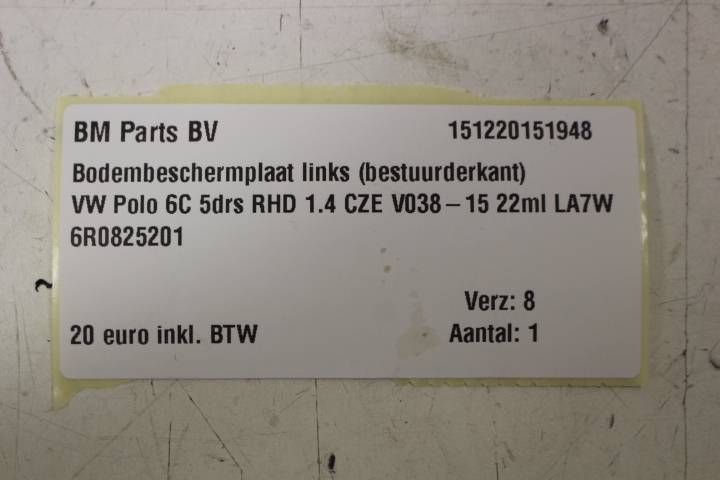 BM Parts BV 151220151948
Bodembeschermplaat links (bestuurderkant)
VW Polo 6C 5drs RHD 1.4 CZE V038 – 15 22ml LA7W
6R0825201
Verz: 8
20 euro inkl. BTW Aantal: 1